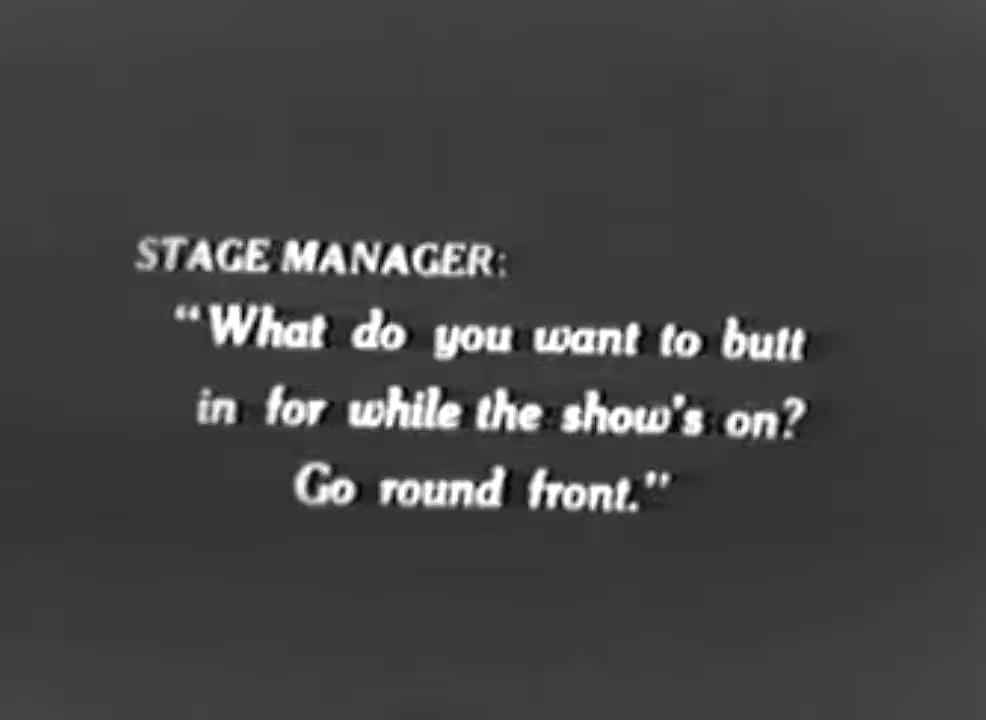 STAGE MANAGER:
"What do you want to butt
in for while the show's on?
Go round front."